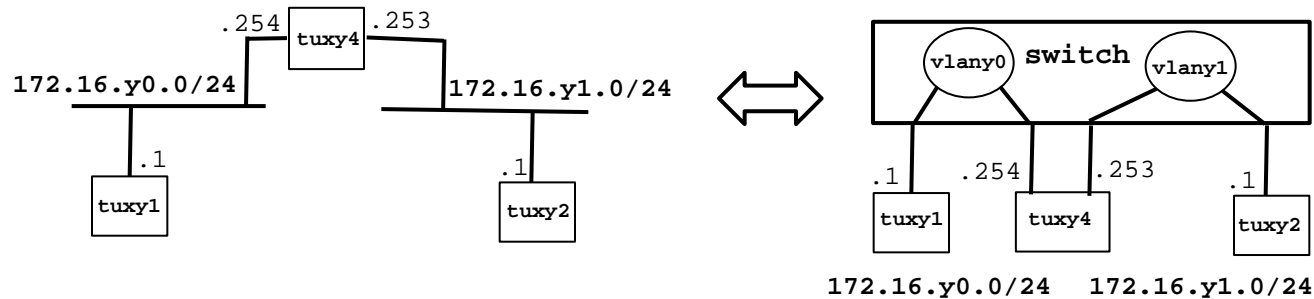 .254
tuxy4
.253
172.16.y0.0/24
172.16.y1.0/24
.1
tuxy1
.1
tuxy2
vlany0
switch
vlany1
.1
.254
.253
.1
tuxy1
tuxy4
tuxy2
172.16.y0.0/24
172.16.y1.0/24